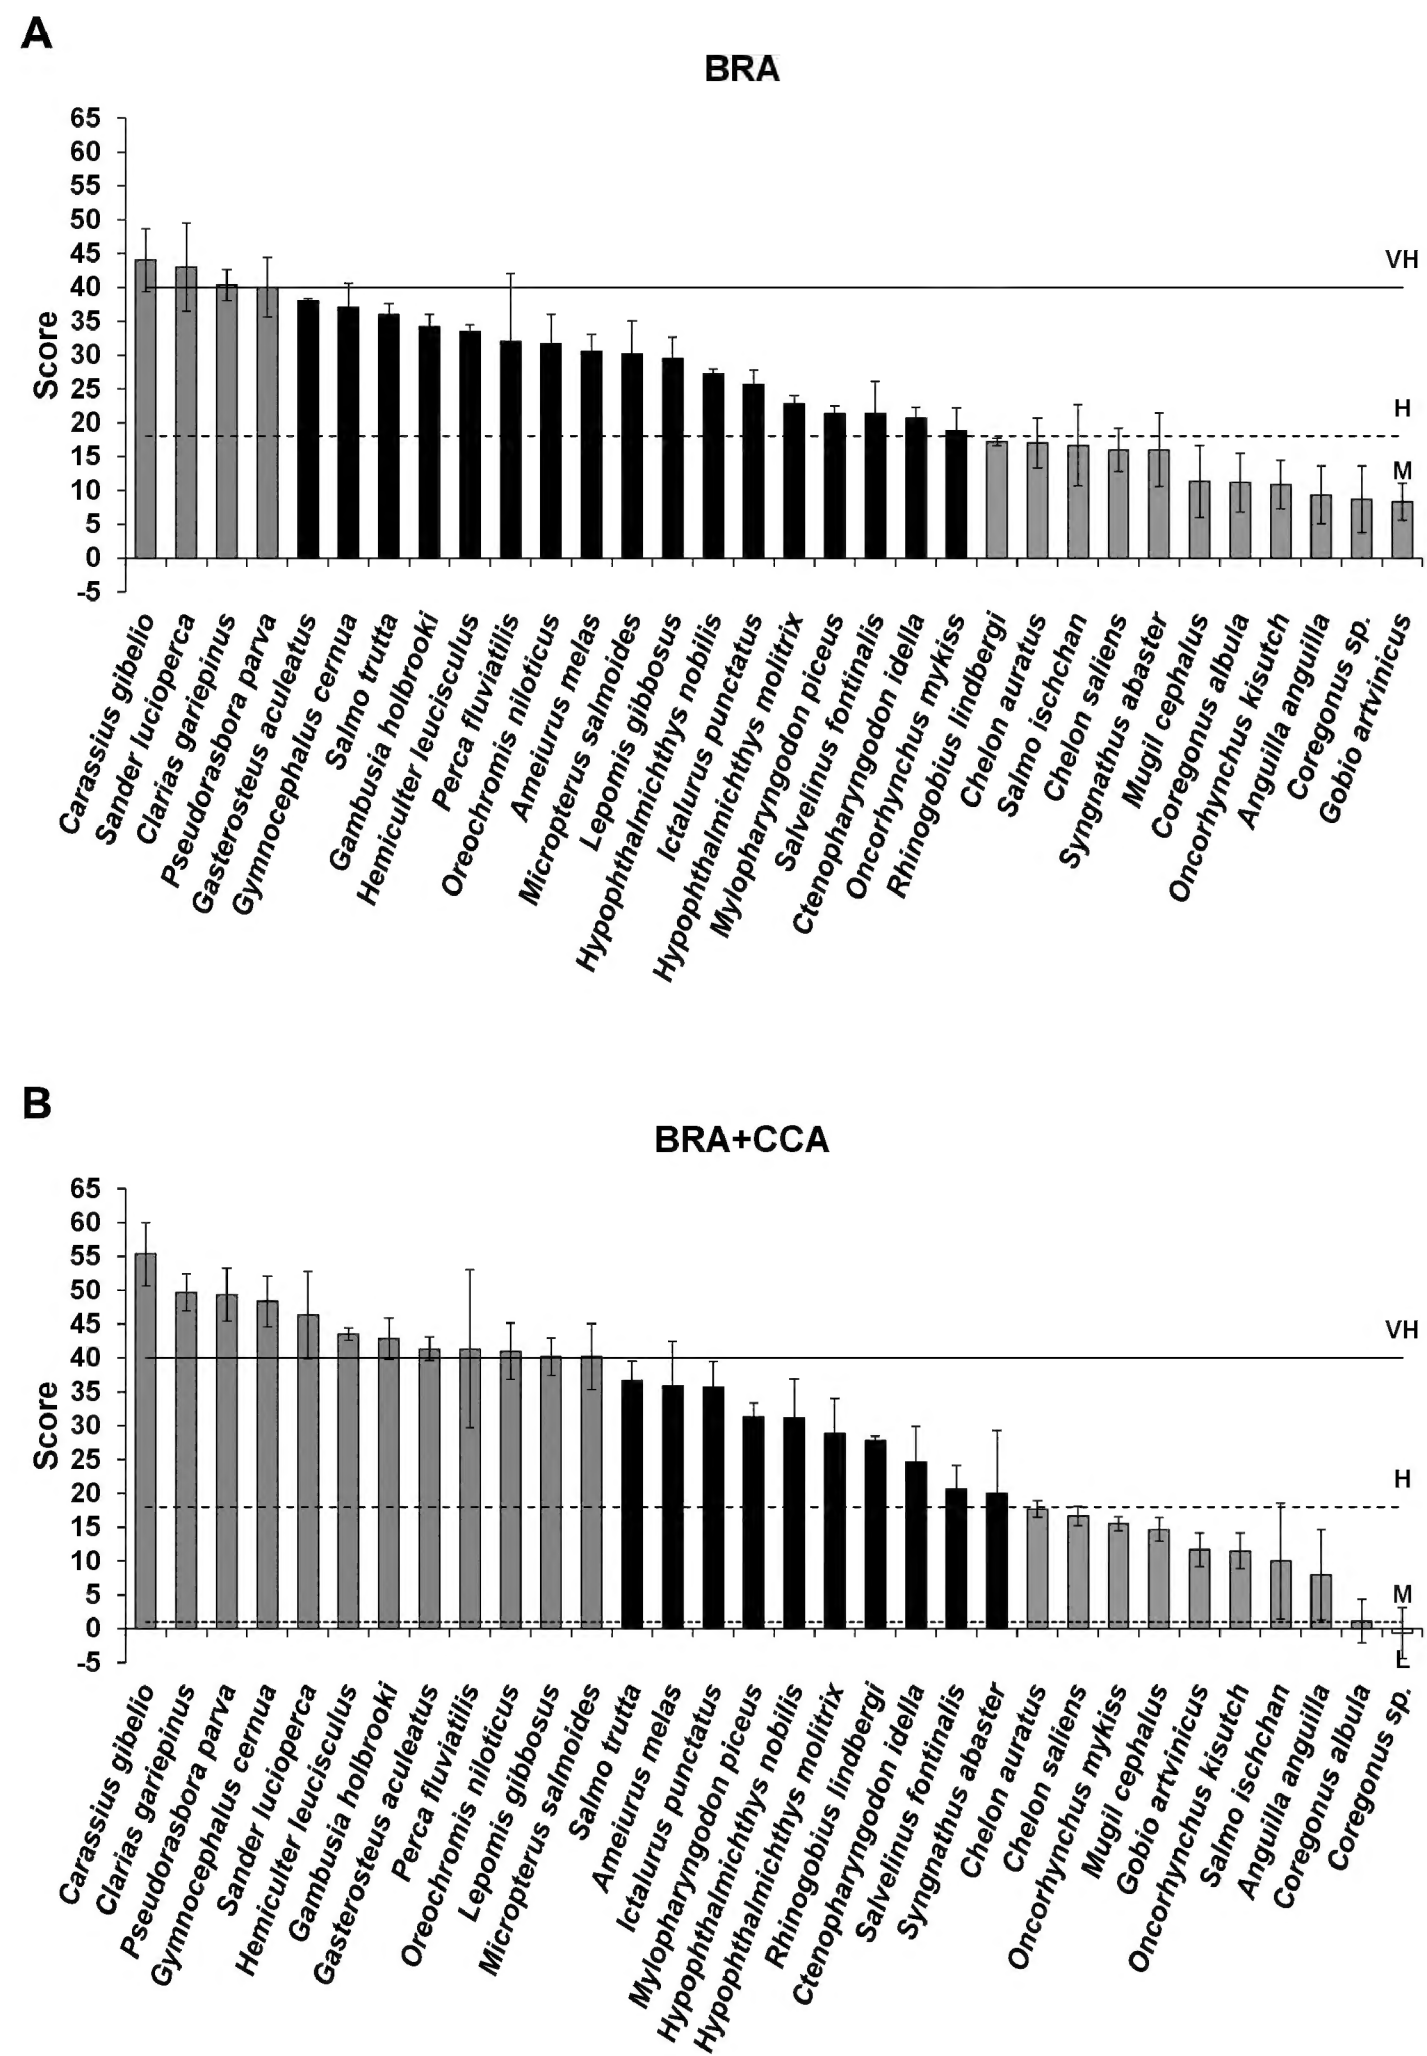 A
BRA
65
60
55
50
45
40
35
30
25
20
15
10
5
0
-5
Score
VH
H
M
Carassius gibelio
Sander lucioperca
Clarias gariepinus
Pseudorasbora parva
Gasterosteus aculeatus
Gymnocephalus cernua
Salmo trutta
Gambusia holbrooki
Hemiculter leucisculus
Perca fluviatilis
Oreochromis niloticus
Ameiurus melas
Micropterus salmoides
Lepomis gibbosus
Hypophthalmichthys nobilis
Ictalurus punctatus
Hypophthalmichthys molitrix
Mylopharyngodon piceus
Salvelinus fontinalis
Ctenopharyngodon idella
Oncorhynchus mykiss
Rhinogobius lindbergi
Chelon auratus
Salmo ischchan
Chelon saliens
Syngnathus abaster
Mugil cephalus
Coregonus albula
Oncorhynchus kisutch
Anguilla anguilla
Coregonus sp.
Gobio artvinicus
B
BRA+CCA
65
60
55
50
45
40
35
30
25
20
15
10
5
0
-5
Score
VH
H
M
L
Carassius gibelio
Clarias gariepinus
Pseudorasbora parva
Gymnocephalus cernua
Sander lucioperca
Hemiculter leucisculus
Gambusia holbrooki
Gasterosteus aculeatus
Perca fluviatilis
Oreochromis niloticus
Lepomis gibbosus
Micropterus salmoides
Salmo trutta
Ameiurus melas
Ictalurus punctatus
Mylopharyngodon piceus
Hypophthalmichthys nobilis
Hypophthalmichthys molitrix
Rhinogobius lindbergi
Ctenopharyngodon idella
Salvelinus fontinalis
Syngnathus abaster
Chelon auratus
Chelon saliens
Oncorhynchus mykiss
Mugil cephalus
Gobio artvinicus
Oncorhynchus kisutch
Salmo ischchan
Anguilla anguilla
Coregonus albula
Coregonus sp.